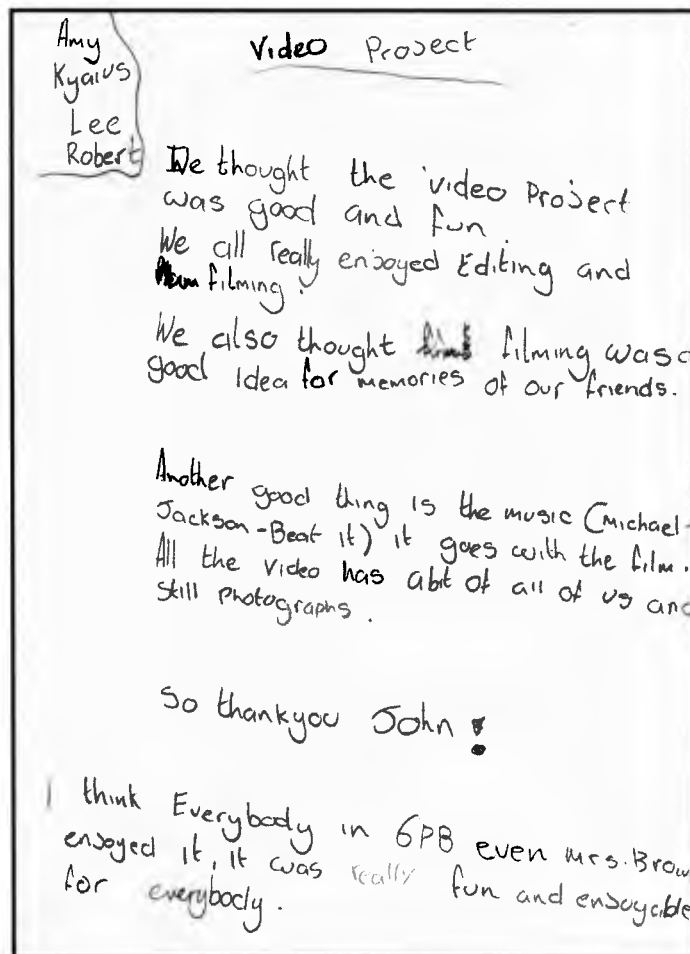 Amy
Kyaius
Lee
Robert
Video Project
We thought the video Project
was good and fun.
We all really enjoyed Editing and
filming.
We also thought filming was a
good Idea for memories of our friends.
Another good thing is the music (michael-
Jackson-Beat it) it goes with the film.
All the video has abit of all of us and
Still Photographs.
So thankyou John!
I think Everybody in 6PB even mrs. Brow
enjoyed it, it was really fun and enjoyable
for everybody.